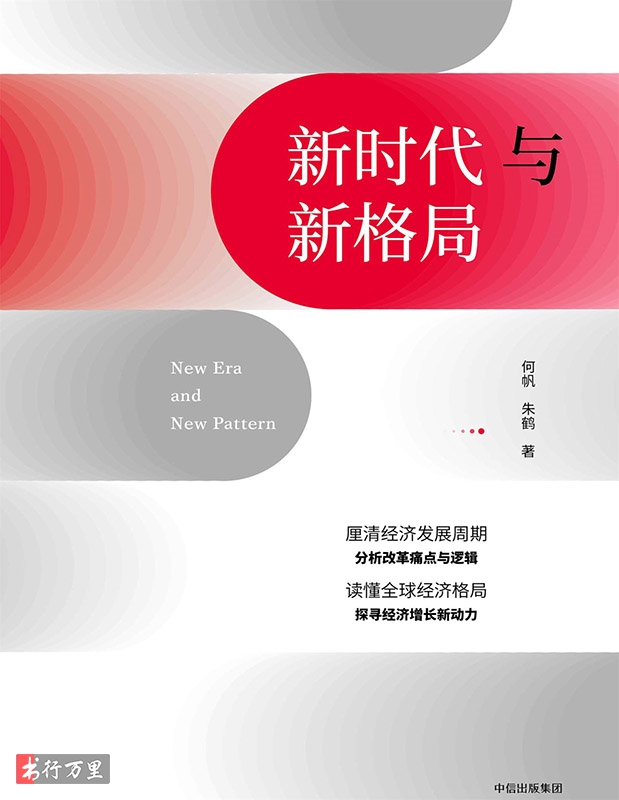 新时代与
新格局
New Era
and
New Pattern
何帆 朱鹤 著
厘清经济发展周期
分析改革痛点与逻辑
读懂全球经济格局
探寻经济增长新动力
书行万里
中信出版集团